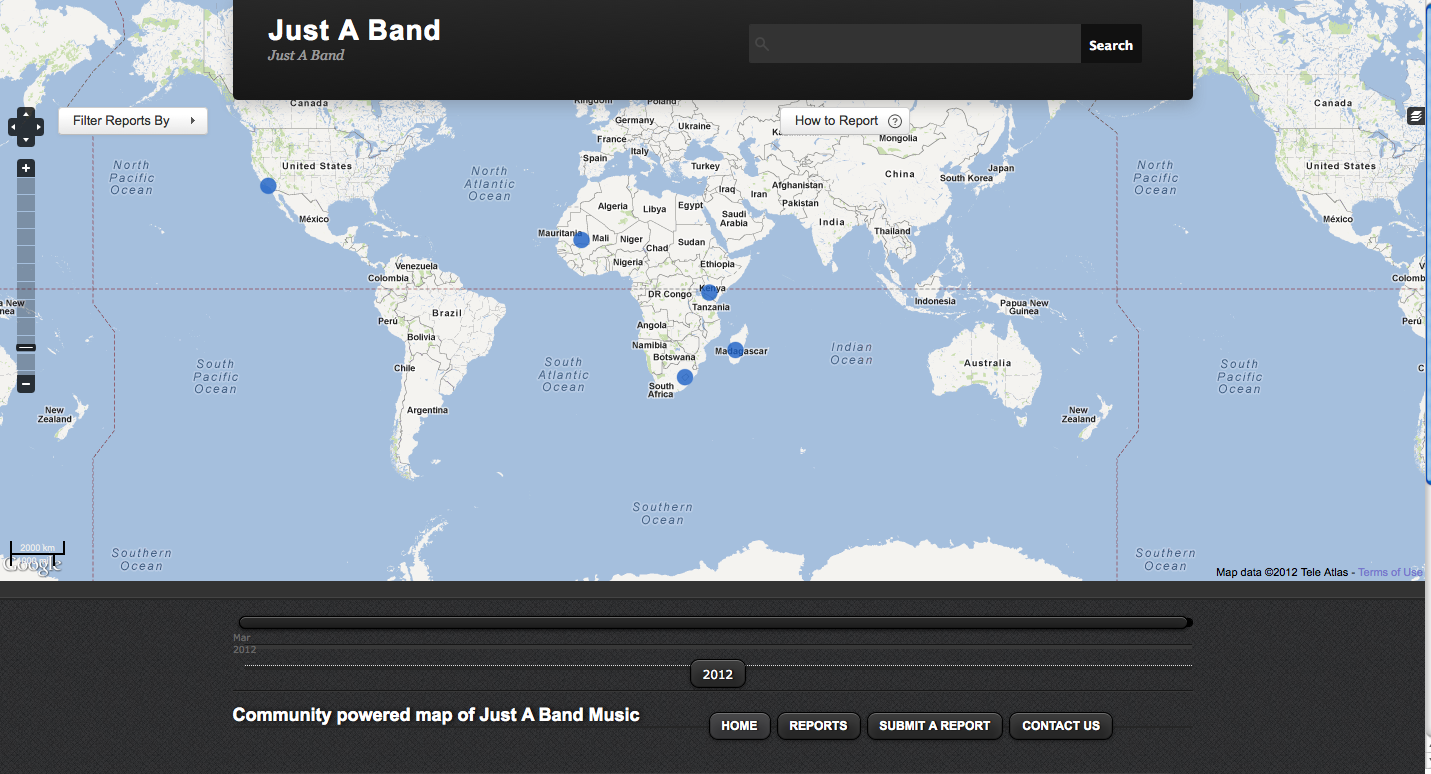 Just A Band
Just A Band
Search
Filter Reports By
How to Report ?
Canada
Kingdom
Poland
Germany
Ukraine
France
Italy
Spain
Turkey
Mongolia
China
Japan
South Korea
Canada
United States
United States
North
Pacific
Ocean
North
Atlantic
Ocean
North
Pacific
Ocean
Iraq
Iran
Afghanistan
Pakistan
Algeria
Libya
Egypt
Saudi
Arabia
India
Thailand
México
México
Mauritania
Mali
Niger
Chad
Sudan
Nigeria
Ethiopia
Venezuela
Colombia
DR Congo
Kenya
Tanzania
Indonesia
Papua New
Guinea
Brazil
Perú
Perú
Bolivia
Angola
Namibia
Botswana
Madagascar
South
Africa
Chile
Argentina
Australia
South
Pacific
Ocean
South
Atlantic
Ocean
Indian
Ocean
South
Pacific
Ocean
New
Zealand
New
Zealand
Southern
Ocean
Southern
Ocean
Southern
Ocean
2000 km
Google
Map data ©2012 Tele Atlas - Terms of Use
Mar
2012
2012
Community powered map of Just A Band Music
HOME
REPORTS
SUBMIT A REPORT
CONTACT US